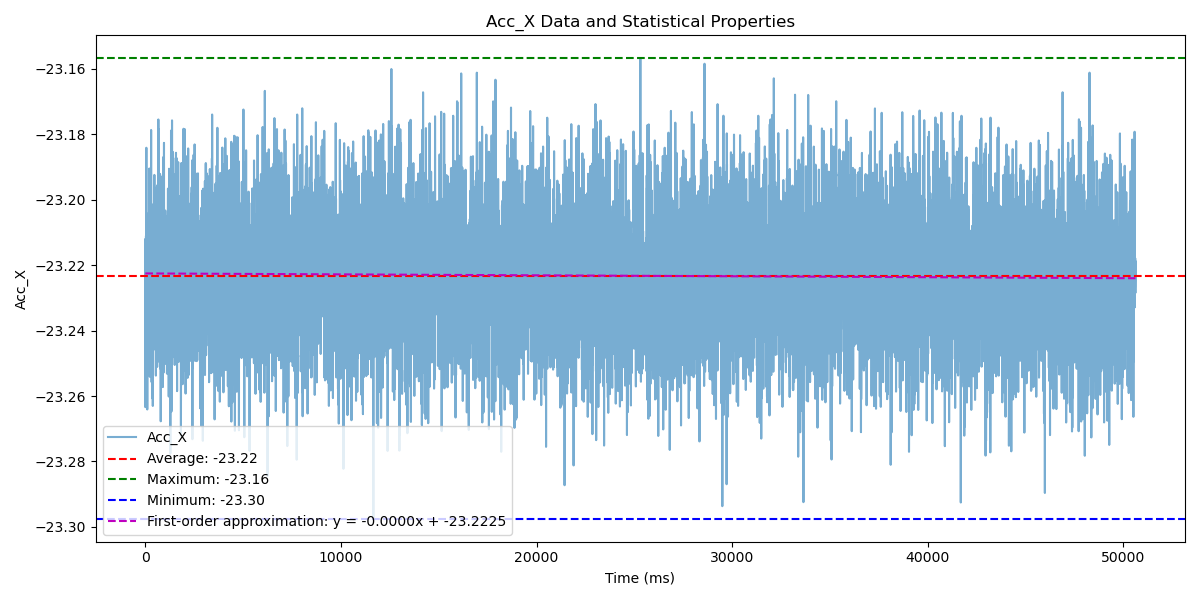 Acc_X Data and Statistical Properties
−23.16
−23.18
−23.20
−23.22
−23.24
−23.26
−23.28
−23.30
Acc_X
Acc_X
Average: -23.22
Maximum: -23.16
Minimum: -23.30
First-order approximation: y = -0.0000x + -23.2225
0 10000 20000 30000 40000 50000
Time (ms)